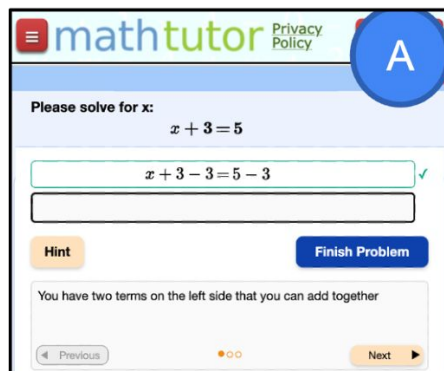 mathtutor Privacy Policy
A
Please solve for x:
x + 3 = 5
x + 3 − 3 = 5 − 3 ✓
Hint
Finish Problem
You have two terms on the left side that you can add together
Previous
Next